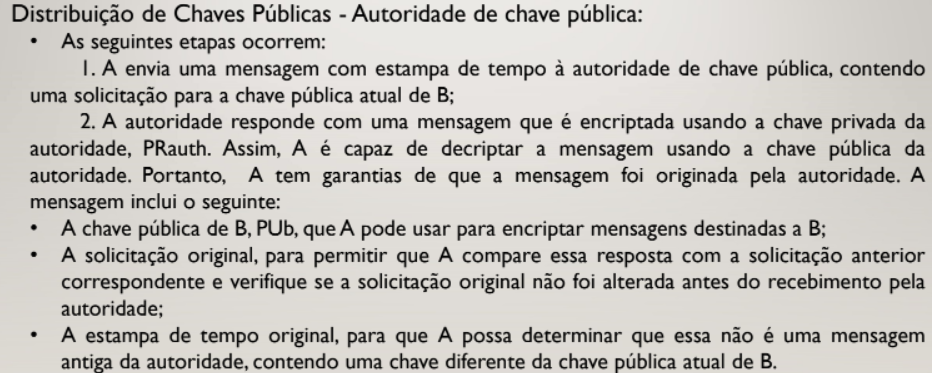 Distribuição de Chaves Públicas - Autoridade de chave pública:
• As seguintes etapas ocorrem:
1. A envia uma mensagem com estampa de tempo à autoridade de chave pública, contendo
uma solicitação para a chave pública atual de B;
2. A autoridade responde com uma mensagem que é encriptada usando a chave privada da
autoridade, PRauth. Assim, A é capaz de decriptar a mensagem usando a chave pública da
autoridade. Portanto, A tem garantias de que a mensagem foi originada pela autoridade. A
mensagem inclui o seguinte:
• A chave pública de B, PUb, que A pode usar para encriptar mensagens destinadas a B;
• A solicitação original, para permitir que A compare essa resposta com a solicitação anterior
correspondente e verifique se a solicitação original não foi alterada antes do recebimento pela
autoridade;
• A estampa de tempo original, para que A possa determinar que essa não é uma mensagem
antiga da autoridade, contendo uma chave diferente da chave pública atual de B.